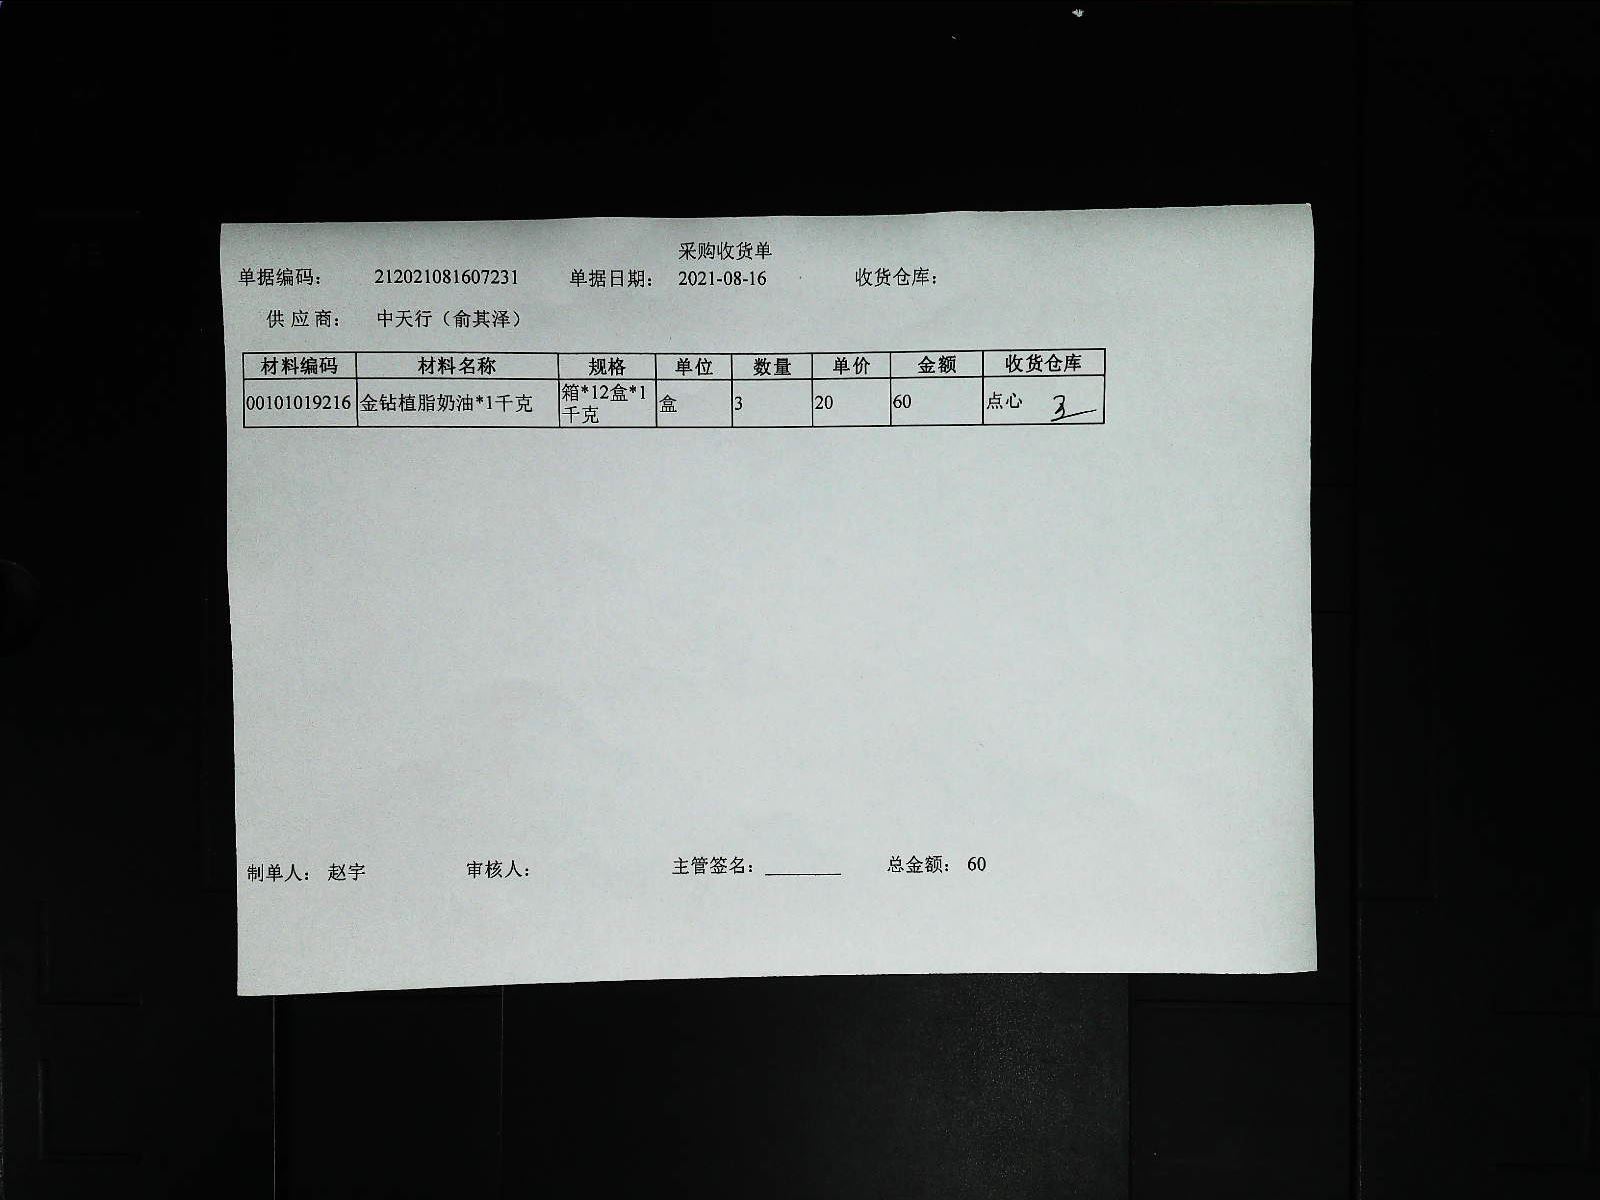 采购收货单
单据编码： 212021081607231 单据日期： 2021-08-16 收货仓库：
供 应 商： 中天行（俞其泽）
材料编码 材料名称 规格 单位 数量 单价 金额 收货仓库
00101019216 金钻植脂奶油*1千克 箱*12盒*1千克 盒 3 20 60 点心
制单人： 赵宇 审核人： 主管签名： 总金额： 60